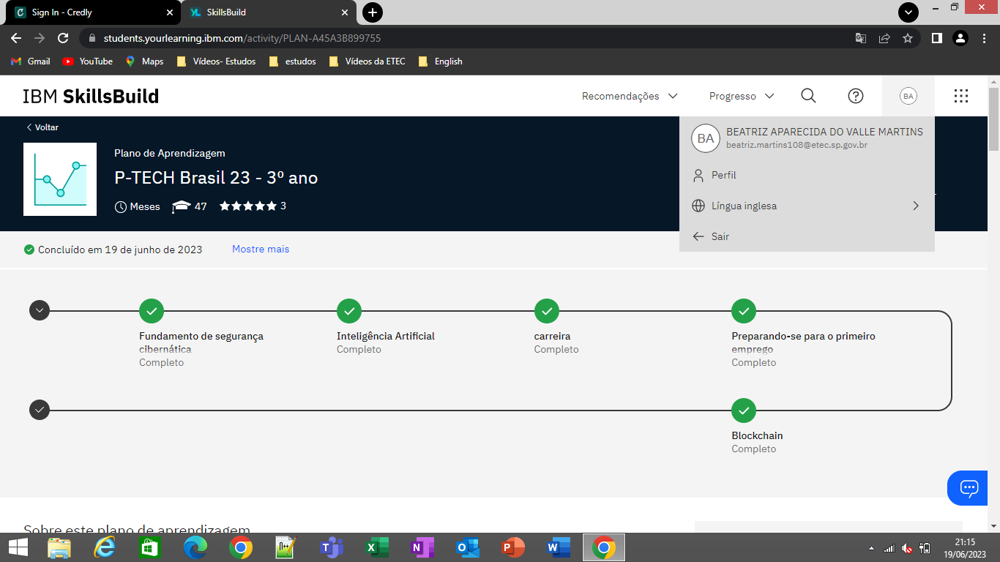 Sign In - Credly
SkillsBuild
students.yourlearning.ibm.com/activity/PLAN-A45A3B899755
Gmail YouTube Maps Vídeos- Estudos estudos Vídeos da ETEC English
IBM SkillsBuild
Recomendações Progresso BA
Voltar
Plano de Aprendizagem
P-TECH Brasil 23 - 3º ano
Meses 47 3
BA BEATRIZ APARECIDA DO VALLE MARTINS
beatriz.martins108@etec.sp.gov.br
Perfil
Língua inglesa
Sair
Concluído em 19 de junho de 2023 Mostre mais
Fundamento de segurança
cibernática
Completo
Inteligência Artificial
Completo
carreira
Completo
Preparando-se para o primeiro
emprego
Completo
Blockchain
Completo
Sobre este plano de aprendizagem
21:15
19/06/2023